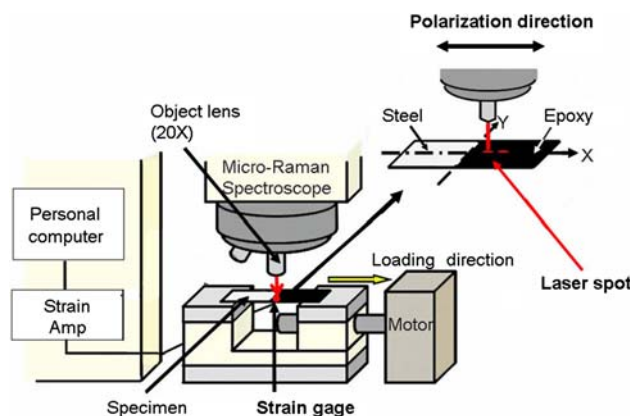 Polarization direction
Object lens
(20X)
Steel
Y
Epoxy
X
Micro-Raman
Spectroscope
Personal
computer
Loading direction
Laser spot
Strain
Amp
Motor
Specimen
Strain gage